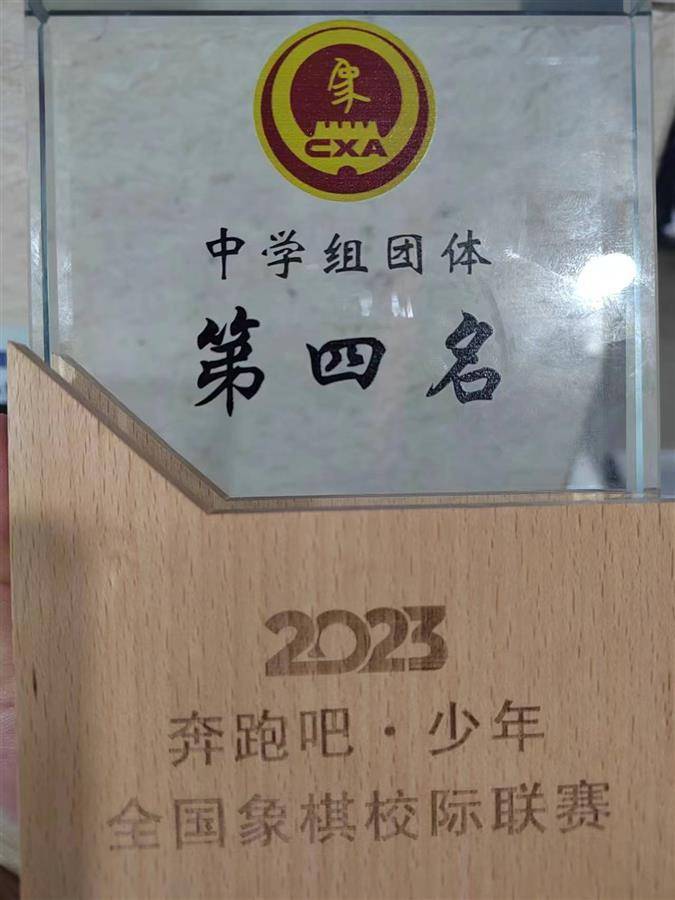 象
CXA
中学组团体
第四名
2023
奔跑吧·少年
全国象棋校际联赛